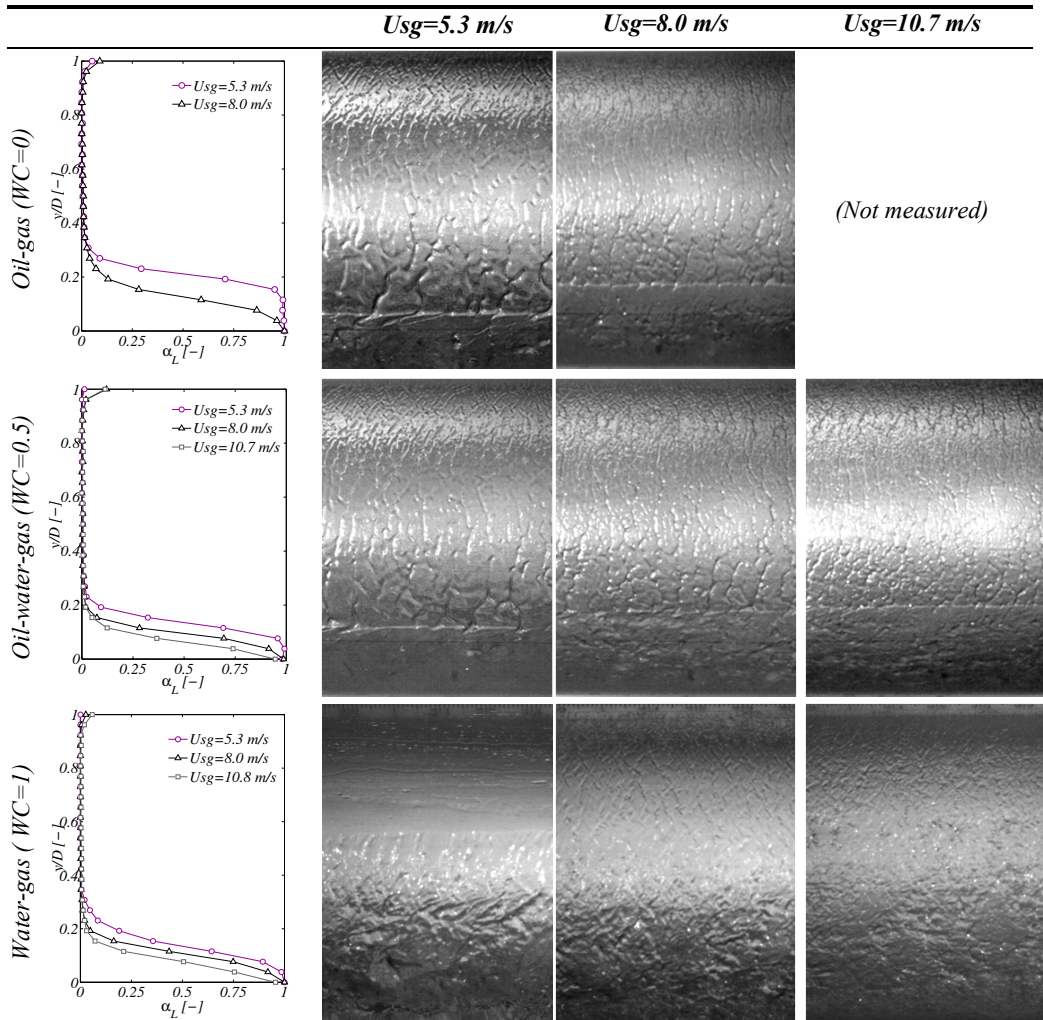 Usg=5.3 m/s Usg=8.0 m/s Usg=10.7 m/s
Oil-gas (WC=0)
1
0.8
0.6
0.4
0.2
0
y/D [−]
Usg=5.3 m/s
Usg=8.0 m/s
0 0.25 0.5 0.75 1
α_L [−]
(Not measured)
Oil-water-gas (WC=0.5)
1
0.8
0.6
0.4
0.2
0
y/D [−]
Usg=5.3 m/s
Usg=8.0 m/s
Usg=10.7 m/s
0 0.25 0.5 0.75 1
α_L [−]
Water-gas ( WC=1)
1
0.8
0.6
0.4
0.2
0
y/D [−]
Usg=5.3 m/s
Usg=8.0 m/s
Usg=10.8 m/s
0 0.25 0.5 0.75 1
α_L [−]